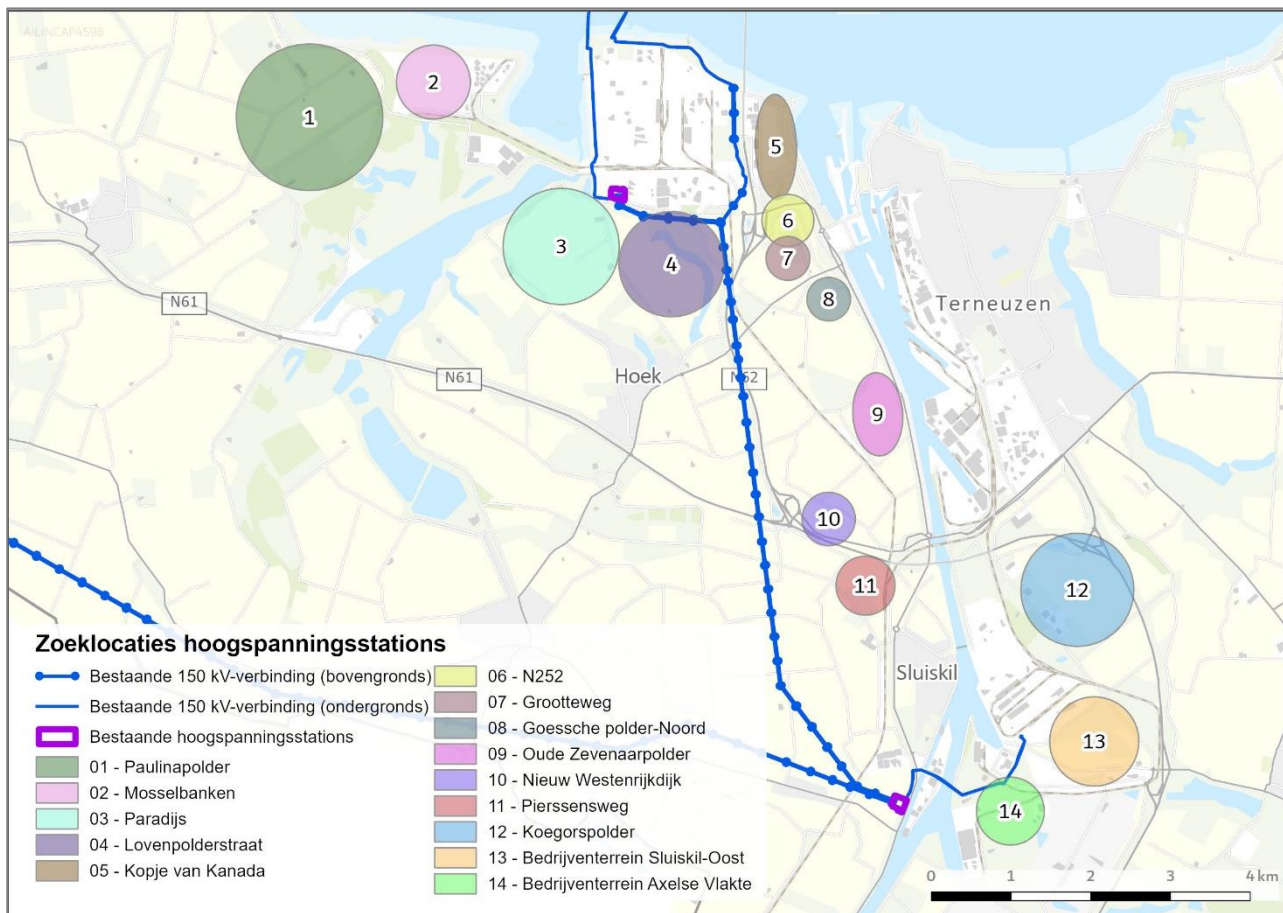 A:LINCAP4598
1
2
3
4
5
6
7
8
9
10
11
12
13
14
N61
N61
N62
Hoek
Terneuzen
Sluiskil
Zoeklocaties hoogspanningsstations
Bestaande 150 kV-verbinding (bovengronds)
Bestaande 150 kV-verbinding (ondergronds)
Bestaande hoogspanningsstations
01 - Paulinapolder
02 - Mosselbanken
03 - Paradijs
04 - Lovenpolderstraat
05 - Kopje van Kanada
06 - N252
07 - Grootteweg
08 - Goessche polder-Noord
09 - Oude Zevenaarpolder
10 - Nieuw Westenrijkdijk
11 - Pierssensweg
12 - Koegorspolder
13 - Bedrijventerrein Sluiskil-Oost
14 - Bedrijventerrein Axelse Vlakte
0 1 2 3 4 km